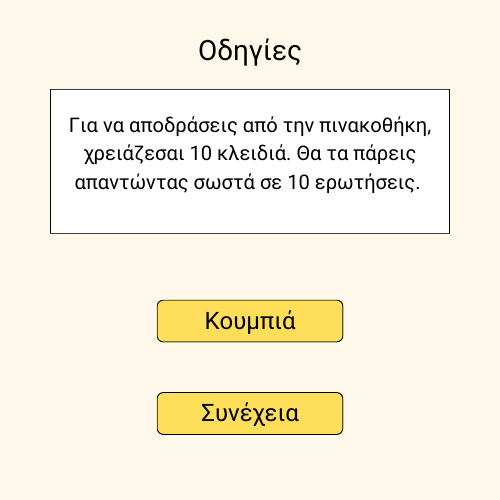 Οδηγίες
Για να αποδράσεις από την πινακοθήκη,
χρειάζεσαι 10 κλειδιά. Θα τα πάρεις
απαντώντας σωστά σε 10 ερωτήσεις.
Κουμπιά
Συνέχεια